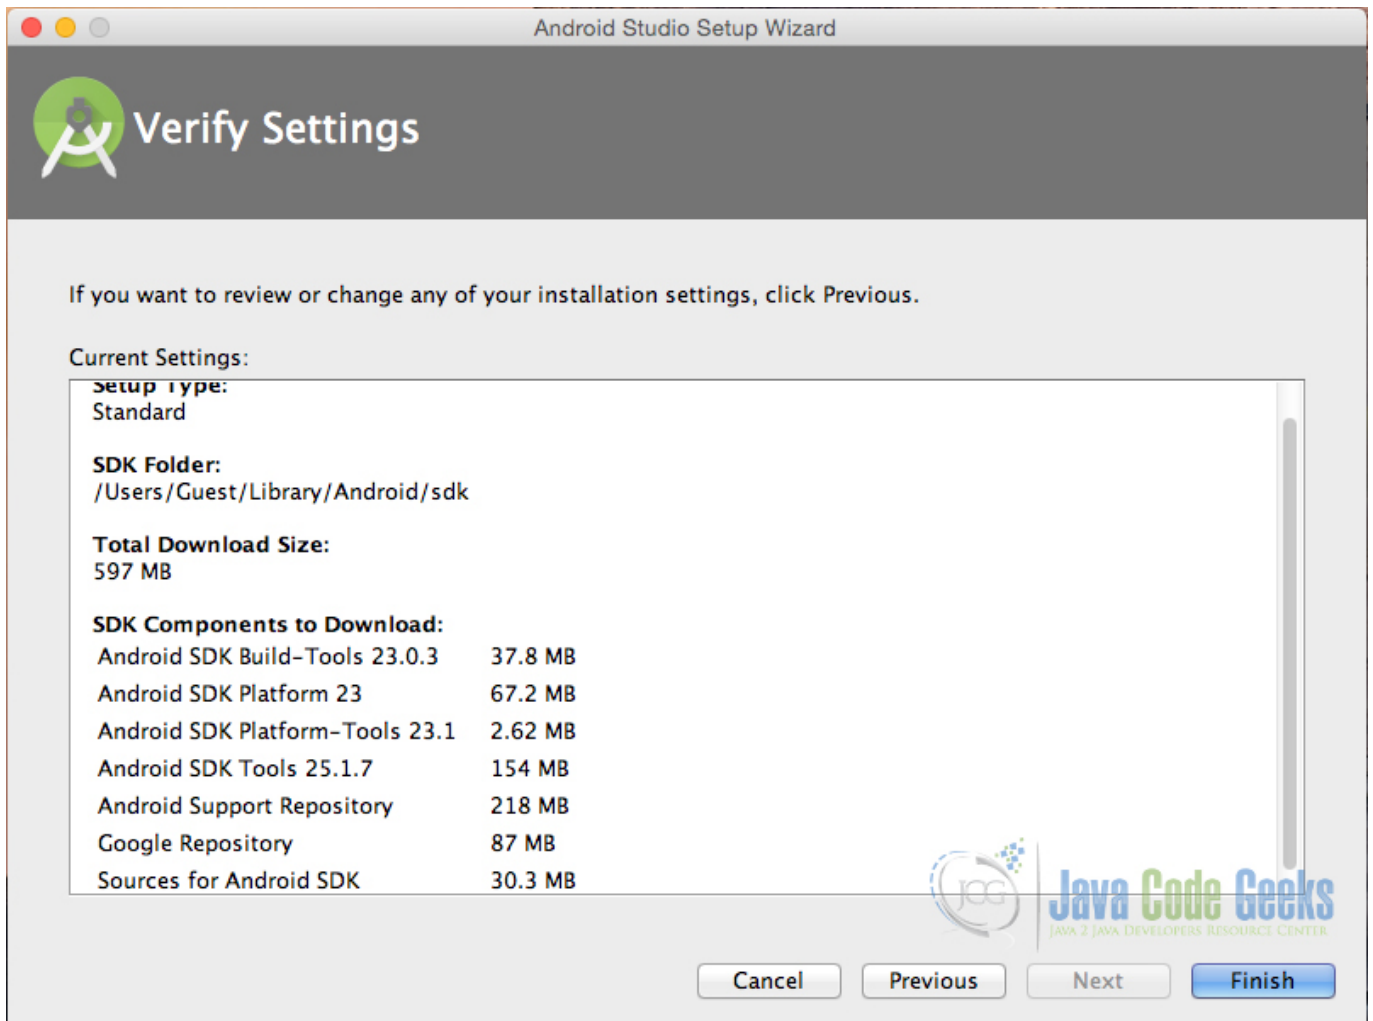 Android Studio Setup Wizard
Verify Settings
If you want to review or change any of your installation settings, click Previous.
Current Settings:
Setup Type:
Standard
SDK Folder:
/Users/Guest/Library/Android/sdk
Total Download Size:
597 MB
SDK Components to Download:
Android SDK Build-Tools 23.0.3 37.8 MB
Android SDK Platform 23 67.2 MB
Android SDK Platform-Tools 23.1 2.62 MB
Android SDK Tools 25.1.7 154 MB
Android Support Repository 218 MB
Google Repository 87 MB
Sources for Android SDK 30.3 MB
JCG
Java Code Geeks
JAVA 2 JAVA DEVELOPERS RESOURCE CENTER
Cancel Previous Next Finish